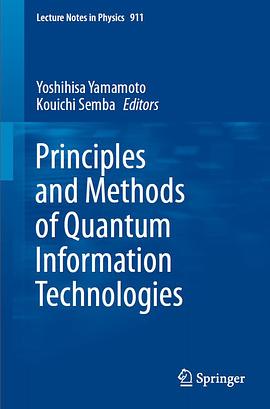 Lecture Notes in Physics 911
Yoshihisa Yamamoto
Kouichi Semba Editors
Principles
and Methods
of Quantum
Information
Technologies
Springer